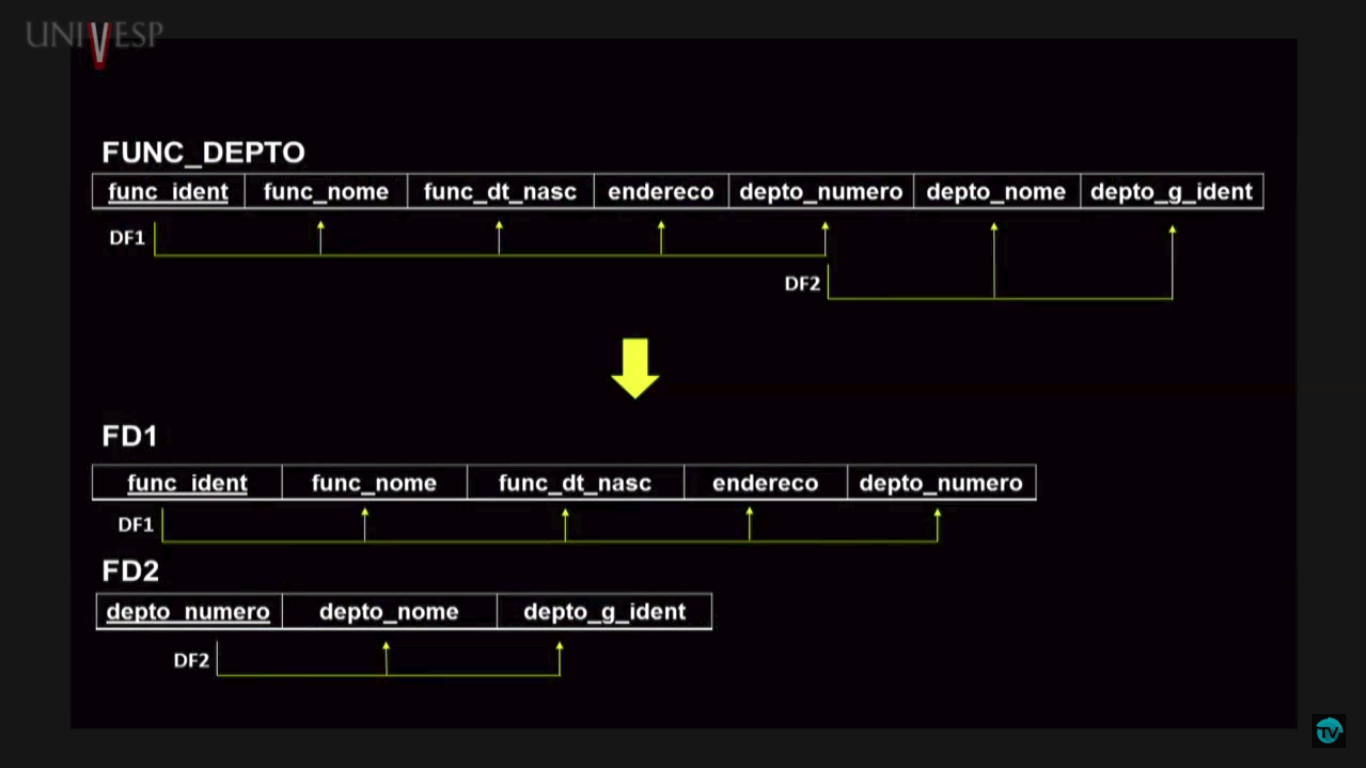 UNIVESP
FUNC_DEPTO
func_ident func_nome func_dt_nasc endereco depto_numero depto_nome depto_g_ident
DF1
DF2
FD1
func_ident func_nome func_dt_nasc endereco depto_numero
DF1
FD2
depto_numero depto_nome depto_g_ident
DF2
TV